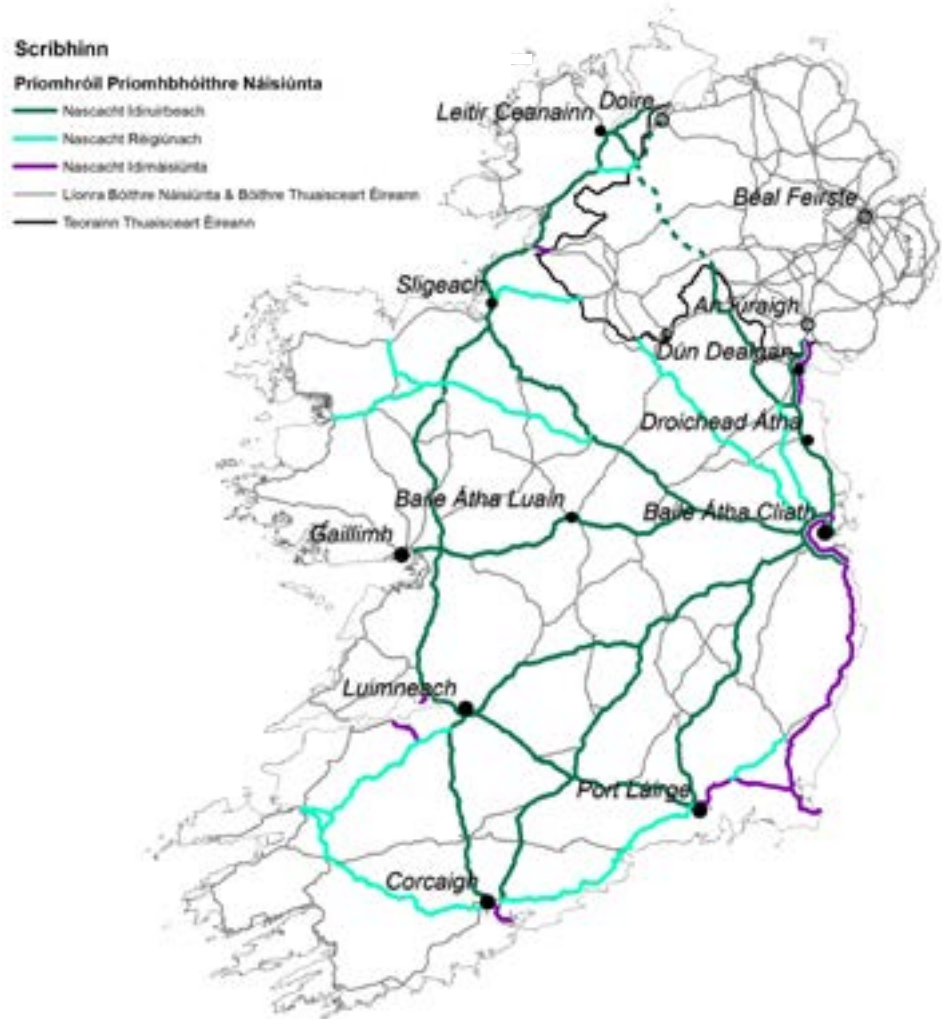 Scríbhinn
Príomhróil Príomhbhóithre Náisiúnta
Nascacht Idiruirbeach
Nascacht Réigiúnach
Nascacht Idirnáisiúnta
Líonra Bóithre Náisiúnta & Bóithre Thuaisceart Éireann
Teorainn Thuaisceart Éireann
Leitir Ceanainn
Doire
Béal Feirste
Sligeach
An Iúraigh
Dún Dealgan
Droichead Átha
Baile Átha Luain
Baile Átha Cliath
Gaillimh
Luimneach
Port Láirge
Corcaigh